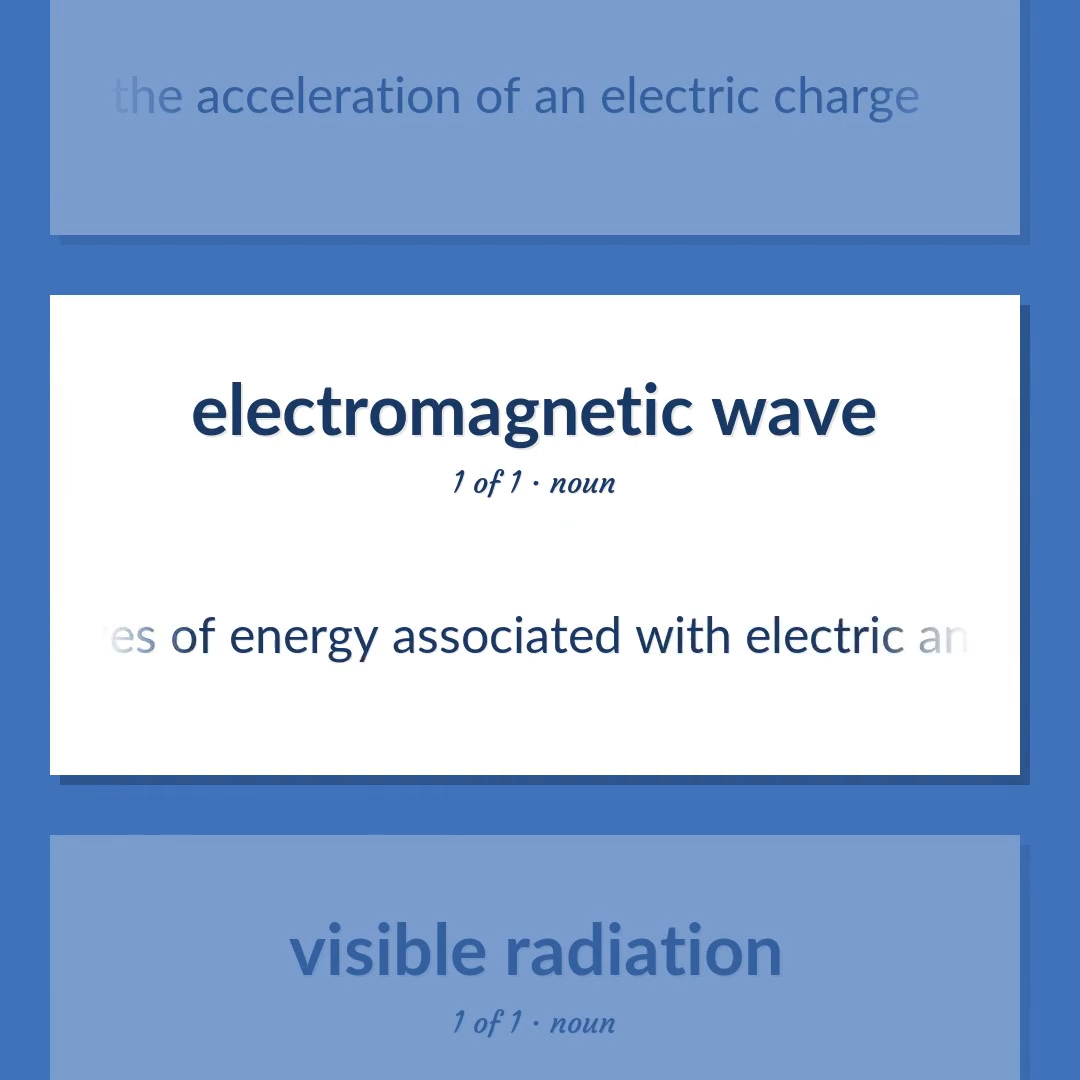 the acceleration of an electric charge
electromagnetic wave
1 of 1 · noun
of energy associated with electric an
visible radiation
1 of 1 · noun